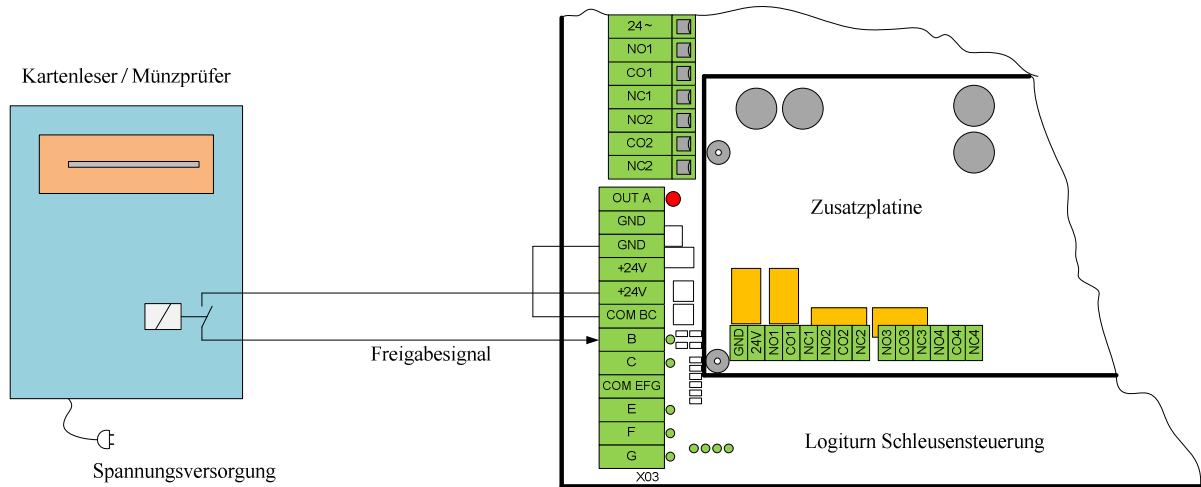 Kartenleser / Münzprüfer
Freigabesignal
Spannungsversorgung
24~
NO1
CO1
NC1
NO2
CO2
NC2
OUT A
GND
GND
+24V
+24V
COM BC
B
C
COM EFG
E
F
G
X03
Zusatzplatine
GND
24V
NO1
CO1
NC1
NO2
CO2
NC2
NO3
CO3
NC3
NO4
CO4
NC4
Logiturn Schleusensteuerung